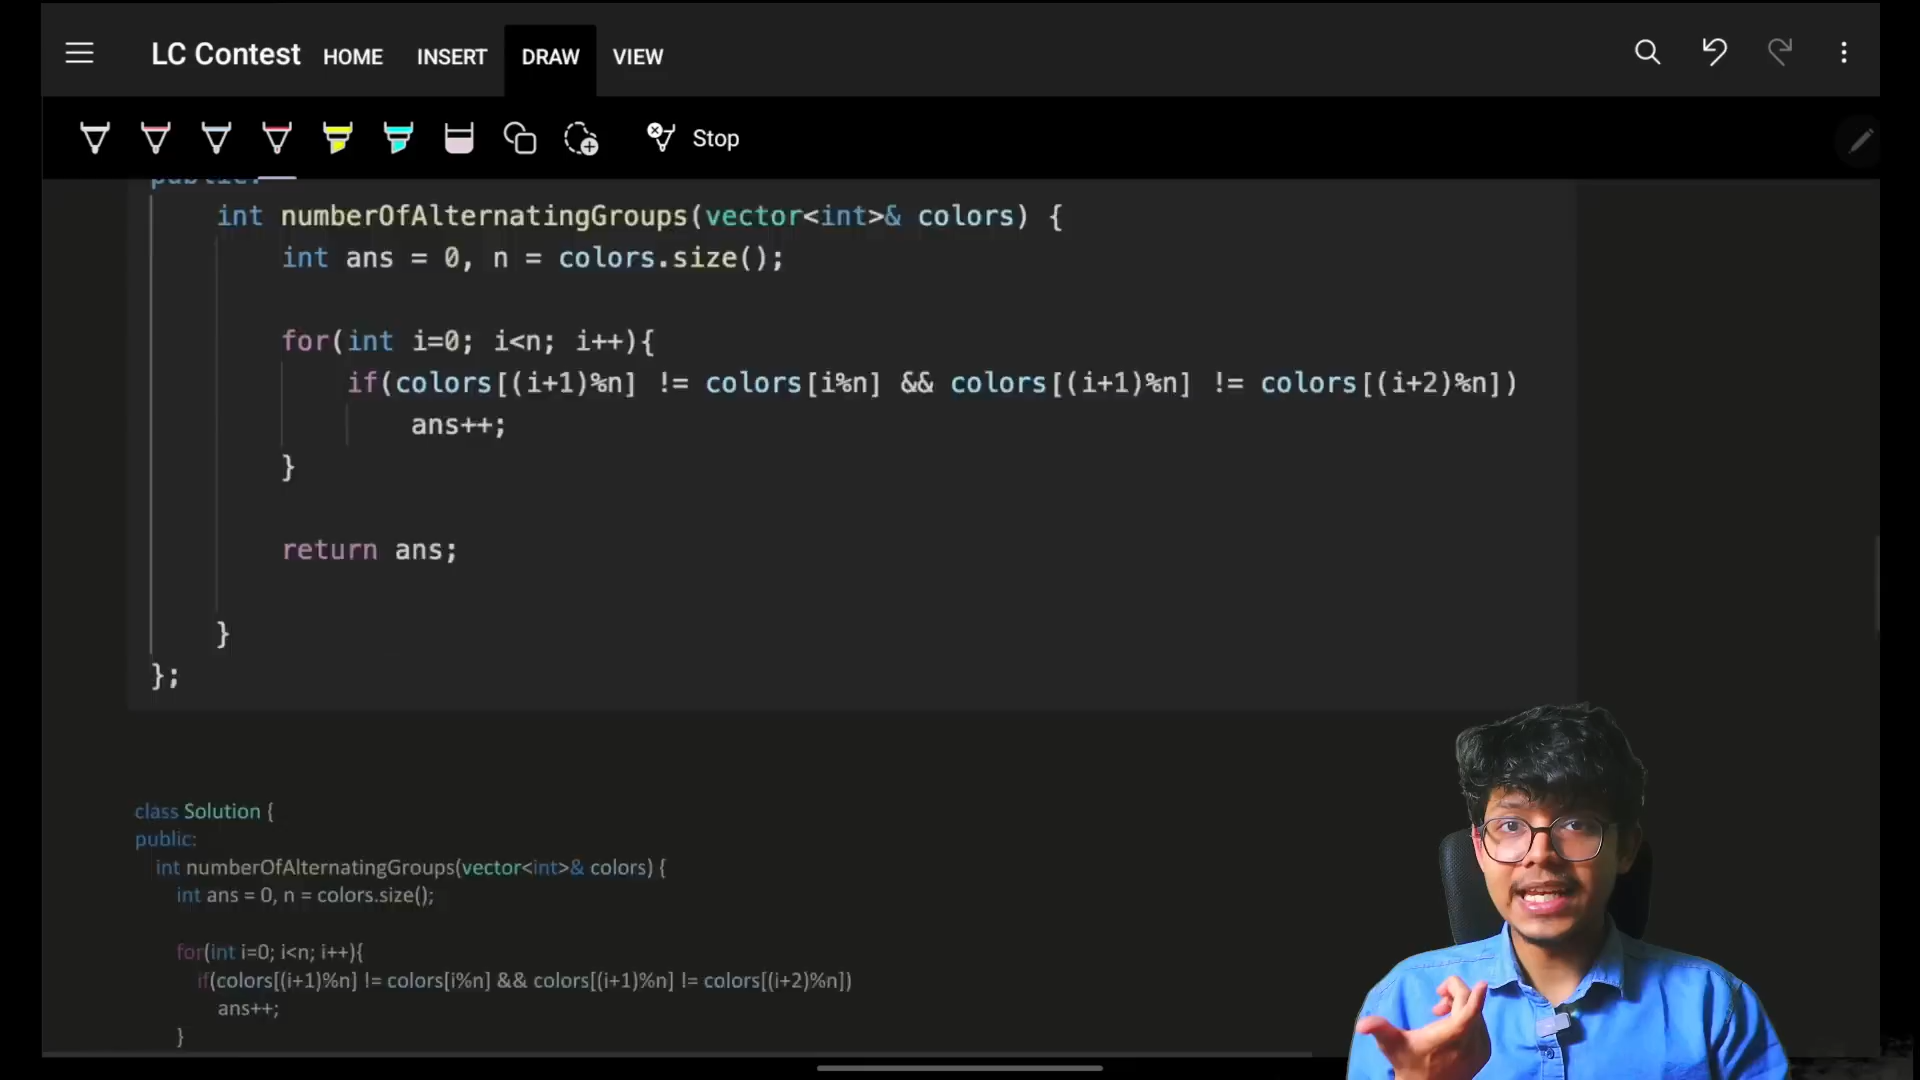 LC Contest HOME INSERT DRAW VIEW
Stop
public:
int numberOfAlternatingGroups(vector<int>& colors) {
int ans = 0, n = colors.size();
for(int i=0; i<n; i++){
if(colors[(i+1)%n] != colors[i%n] && colors[(i+1)%n] != colors[(i+2)%n])
ans++;
}
return ans;
}
};
class Solution {
public:
int numberOfAlternatingGroups(vector<int>& colors) {
int ans = 0, n = colors.size();
for(int i=0; i<n; i++){
if(colors[(i+1)%n] != colors[i%n] && colors[(i+1)%n] != colors[(i+2)%n])
ans++;
}